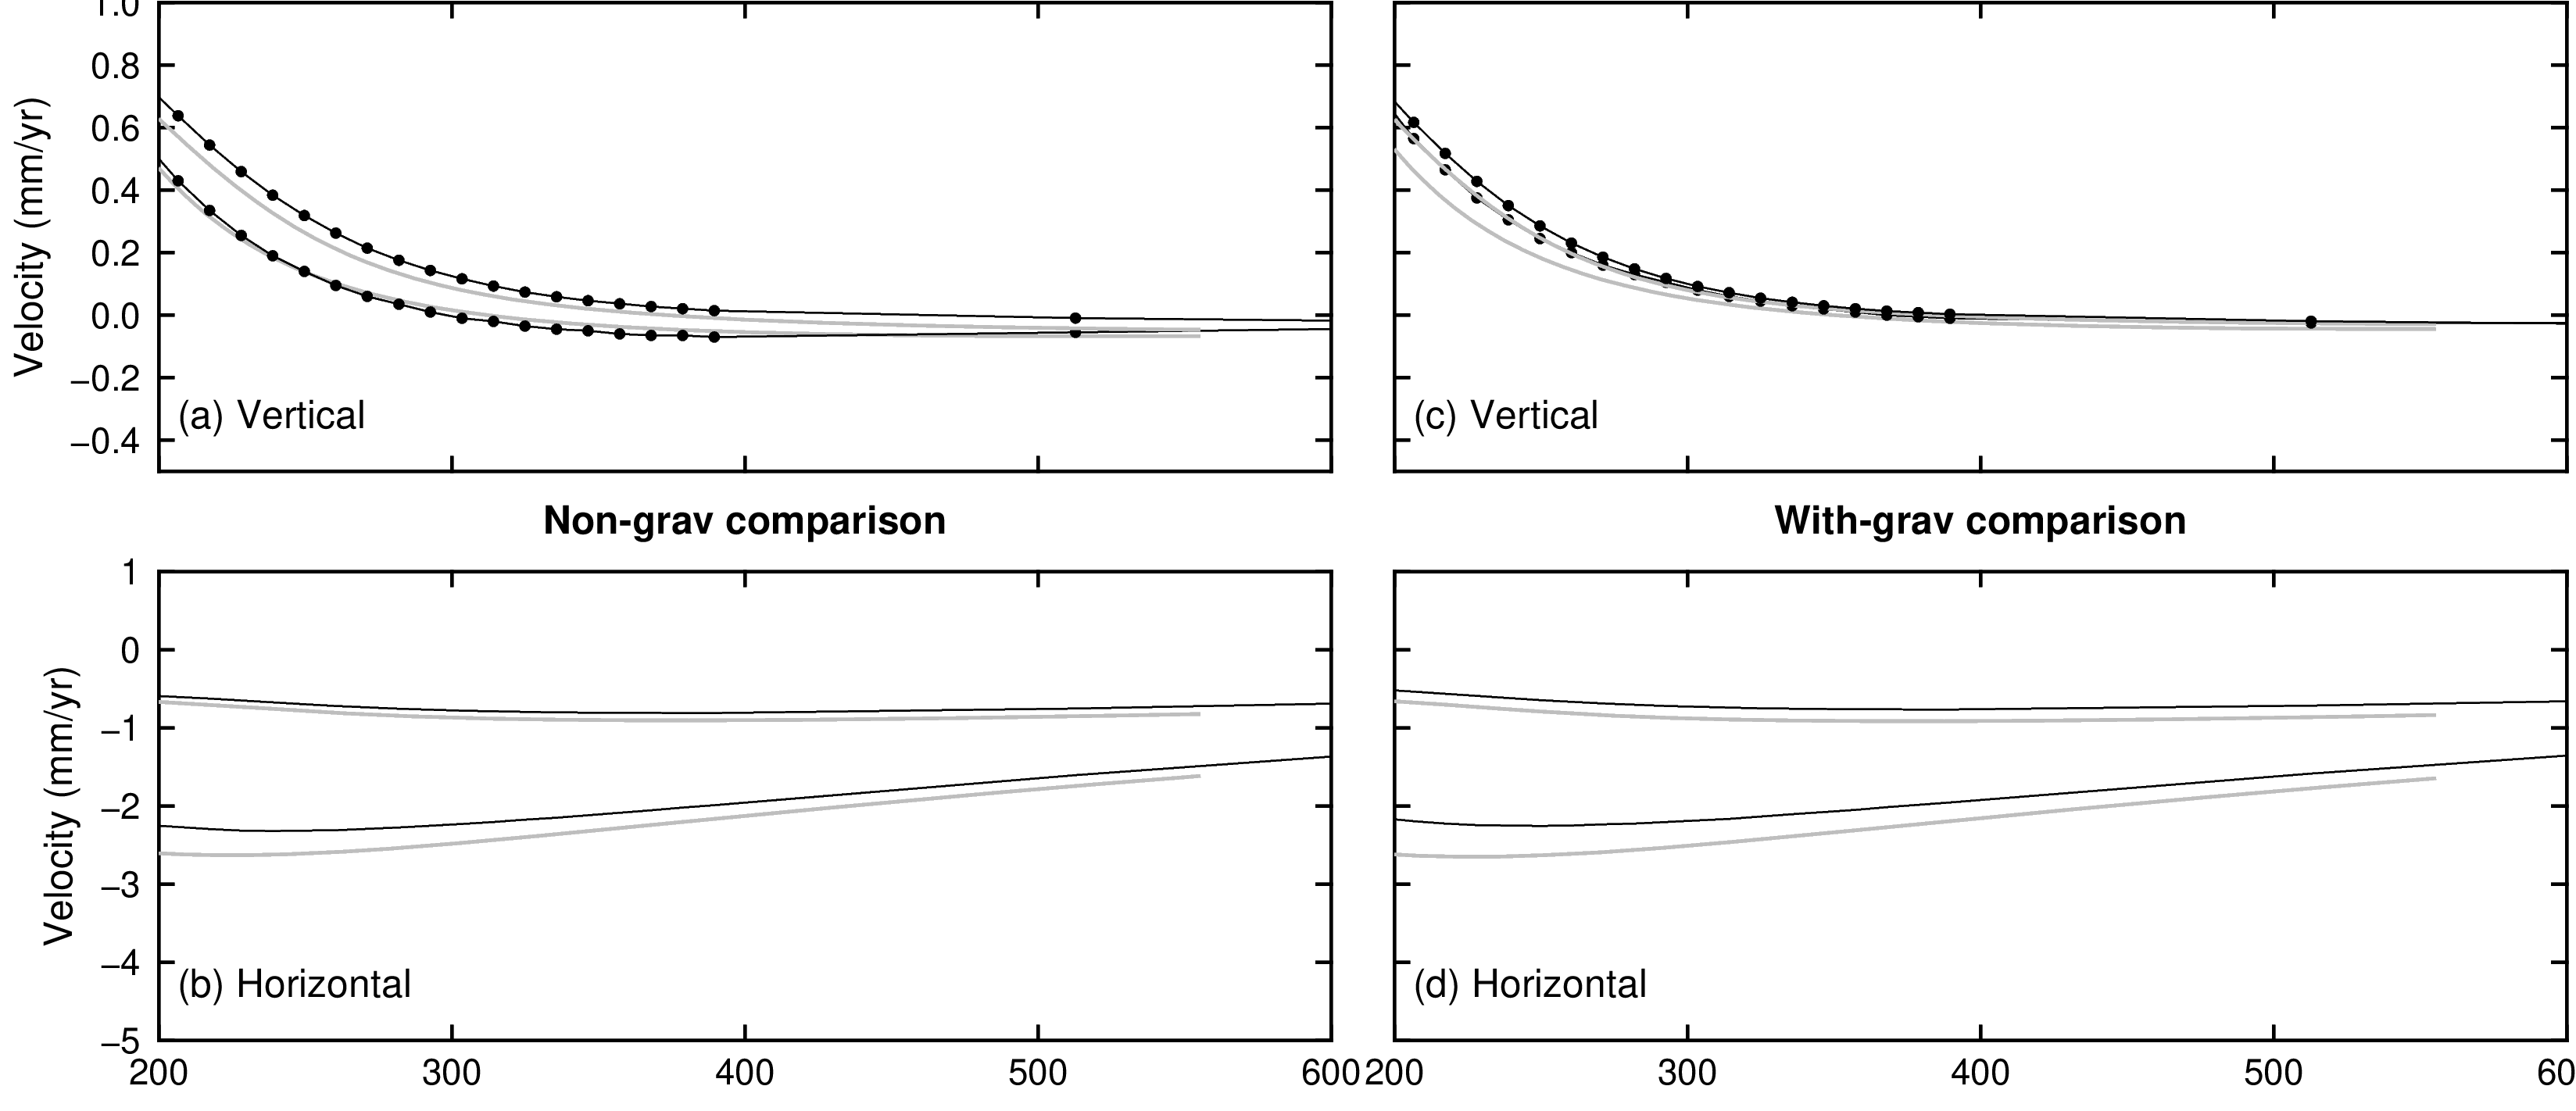 1.0
0.8
0.6
0.4
0.2
0.0
−0.2
−0.4
Velocity (mm/yr)
(a) Vertical
(c) Vertical
Non-grav comparison
With-grav comparison
1
0
−1
−2
−3
−4
−5
Velocity (mm/yr)
(b) Horizontal
(d) Horizontal
200 300 400 500 600 200 300 400 500 60